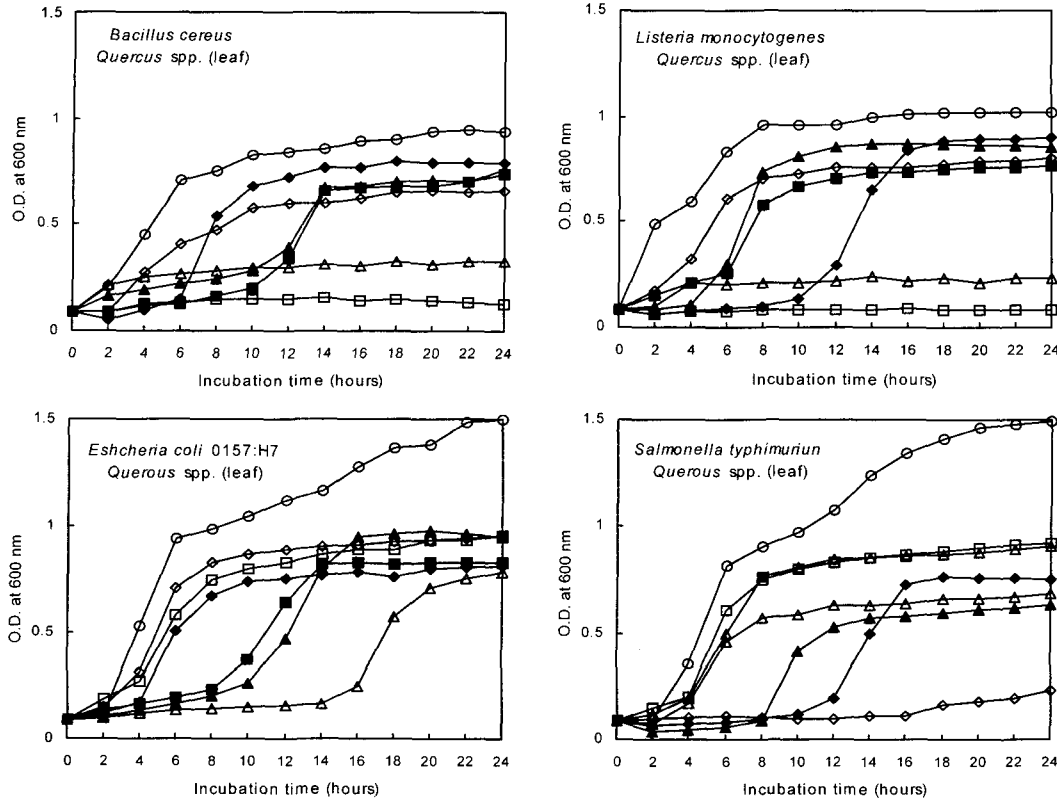 1.5
Bacillus cereus
Quercus spp. (leaf)
1
O.D. at 600 nm
0.5
0
0 2 4 6 8 10 12 14 16 18 20 22 24
Incubation time (hours)
1.5
Listeria monocytogenes
Quercus spp. (leaf)
1
O.D. at 600 nm
0.5
0
0 2 4 6 8 10 12 14 16 18 20 22 24
Incubation time (hours)
1.5
Eshcheria coli 0157:H7
Querous spp. (leaf)
1
O.D. at 600 nm
0.5
0
0 2 4 6 8 10 12 14 16 18 20 22 24
Incubation time (hours)
1.5
Salmonella typhimuriun
Querous spp. (leaf)
1
O.D. at 600 nm
0.5
0
0 2 4 6 8 10 12 14 16 18 20 22 24
Incubation time (hours)